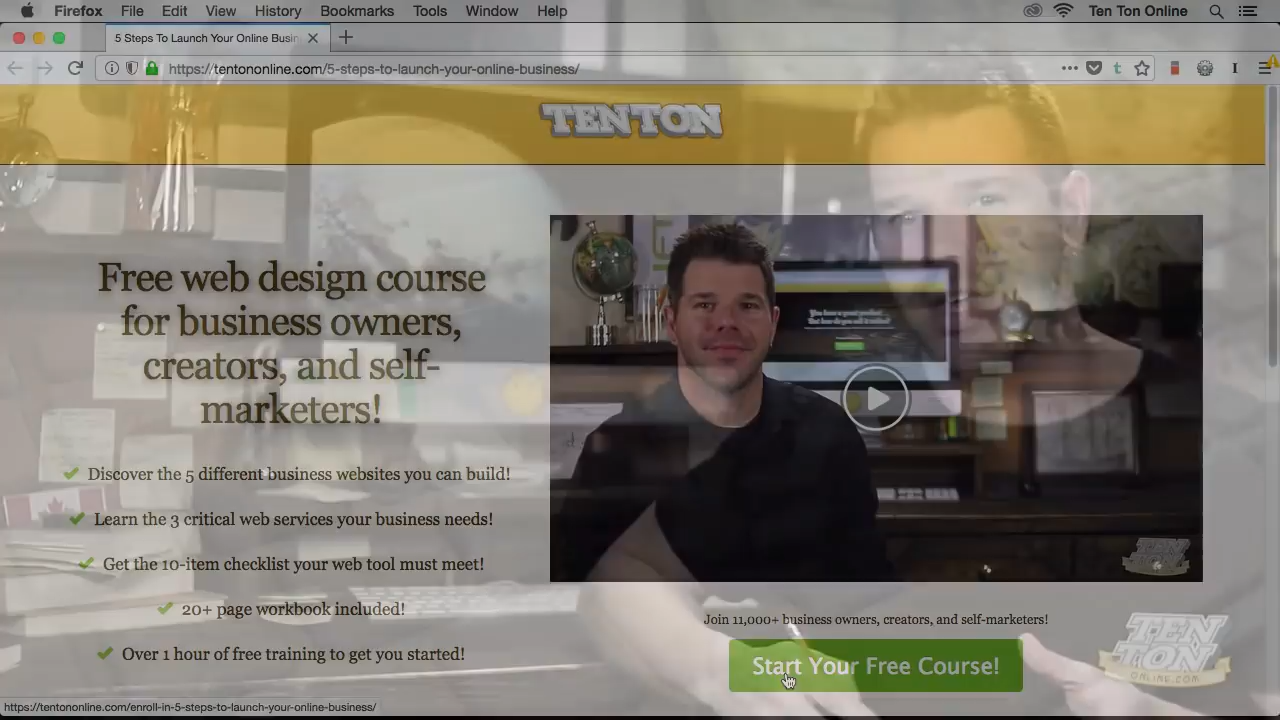 Firefox File Edit View History Bookmarks Tools Window Help Ten Ton Online
5 Steps To Launch Your Online Busin
https://tentononline.com/5-steps-to-launch-your-online-business/
TEN TON
Free web design course
for business owners,
creators, and self-
marketers!
Discover the 5 different business websites you can build!
Learn the 3 critical web services your business needs!
Get the 10-item checklist your web tool must meet!
20+ page workbook included!
Over 1 hour of free training to get you started!
TEN
TON
Join 11,000+ business owners, creators, and self-marketers!
Start Your Free Course!
TEN
TON
ONLINE.COM
https://tentononline.com/enroll-in-5-steps-to-launch-your-online-business/